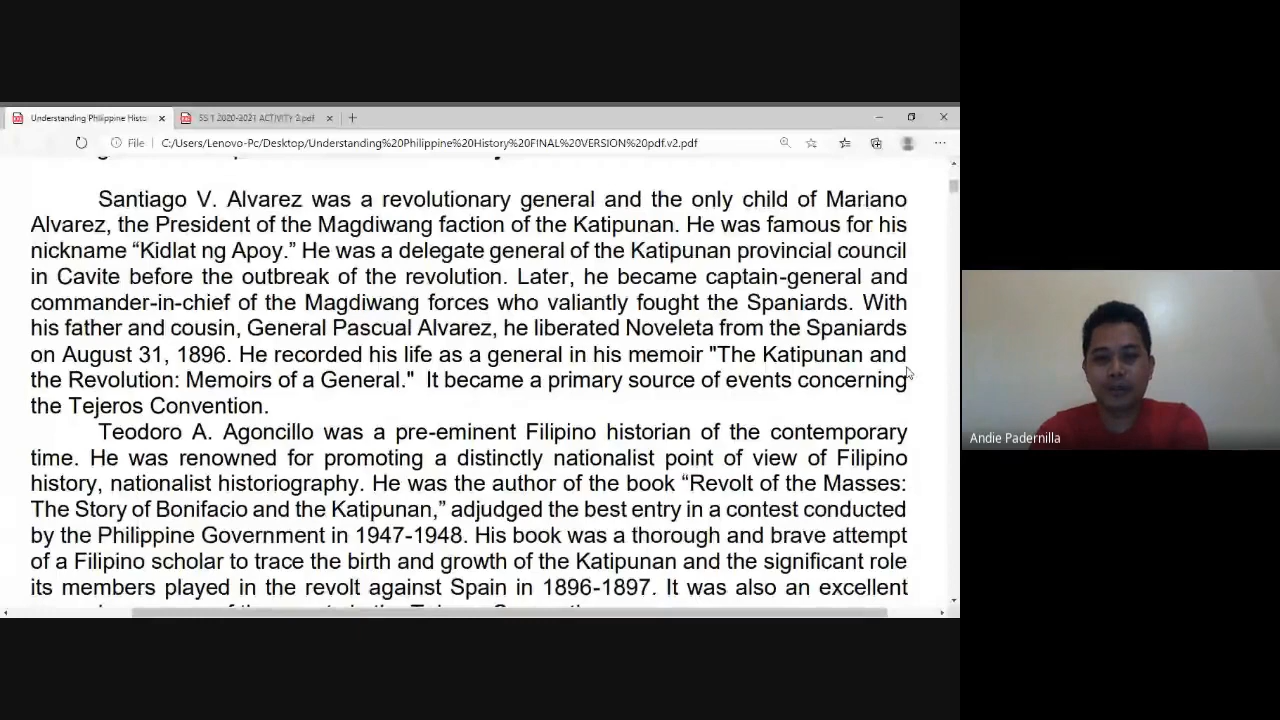 Understanding Philippine Histo
SS 1 2020-2021 ACTIVITY 2.pdf
File
C:/Users/Lenovo-Pc/Desktop/Understanding%20Philippine%20History%20FINAL%20VERSION%20pdf.v2.pdf
Santiago V. Alvarez was a revolutionary general and the only child of Mariano
Alvarez, the President of the Magdiwang faction of the Katipunan. He was famous for his
nickname “Kidlat ng Apoy.” He was a delegate general of the Katipunan provincial council
in Cavite before the outbreak of the revolution. Later, he became captain-general and
commander-in-chief of the Magdiwang forces who valiantly fought the Spaniards. With
his father and cousin, General Pascual Alvarez, he liberated Noveleta from the Spaniards
on August 31, 1896. He recorded his life as a general in his memoir "The Katipunan and
the Revolution: Memoirs of a General." It became a primary source of events concerning
the Tejeros Convention.
Teodoro A. Agoncillo was a pre-eminent Filipino historian of the contemporary
time. He was renowned for promoting a distinctly nationalist point of view of Filipino
history, nationalist historiography. He was the author of the book “Revolt of the Masses:
The Story of Bonifacio and the Katipunan,” adjudged the best entry in a contest conducted
by the Philippine Government in 1947-1948. His book was a thorough and brave attempt
of a Filipino scholar to trace the birth and growth of the Katipunan and the significant role
its members played in the revolt against Spain in 1896-1897. It was also an excellent
Andie Padernilla